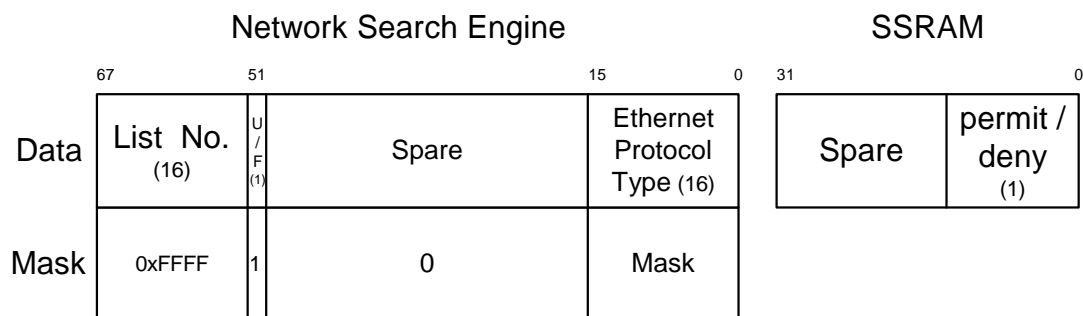 Network Search Engine SSRAM
67 51 15 0 31 0
Data
List No.
(16)
U
/
F
(1)
Spare
Ethernet
Protocol
Type (16)
Spare
permit /
deny
(1)
Mask 0xFFFF 1 0 Mask